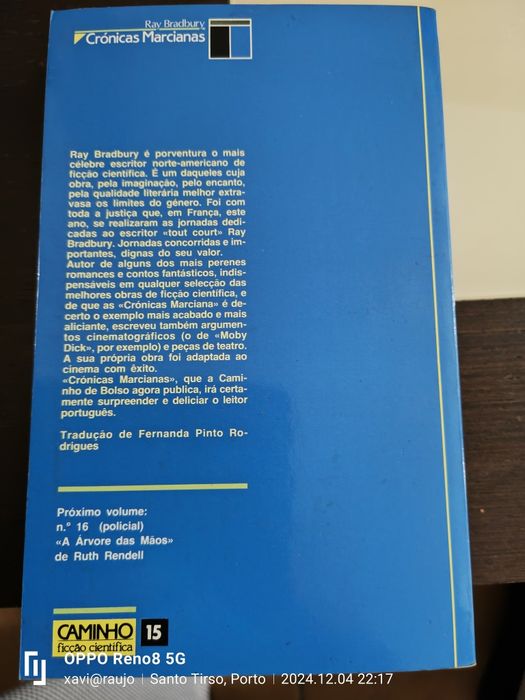 Ray Bradbury
Crónicas Marcianas
Ray Bradbury é porventura o mais
célebre escritor norte-americano de
ficção científica. É um daqueles cuja
obra, pela imaginação, pelo encanto,
pela qualidade literária melhor extra-
vasa os limites do género. Foi com
toda a justiça que, em França, este
ano, se realizaram as jornadas dedi-
cadas ao escritor «tout court» Ray
Bradbury. Jornadas concorridas e im-
portantes, dignas do seu valor.
Autor de alguns dos mais perenes
romances e contos fantásticos, indis-
pensáveis em qualquer selecção das
melhores obras de ficção científica, e
de que as «Crónicas Marciana» é de-
certo o exemplo mais acabado e mais
aliciante, escreveu também argumen-
tos cinematográficos (o de «Moby
Dick», por exemplo) e peças de teatro.
A sua própria obra foi adaptada ao
cinema com êxito.
«Crónicas Marcianas», que a Cami-
nho de Bolso agora publica, irá certa-
mente surpreender e deliciar o leitor
português.
Tradução de Fernanda Pinto Ro-
drigues
Próximo volume:
n.º 16 (policial)
«A Árvore das Mãos»
de Ruth Rendell
CAMINHO
ficção científica
15
OPPO Reno8 5G
xavi@raujo | Santo Tirso, Porto | 2024.12.04 22:17